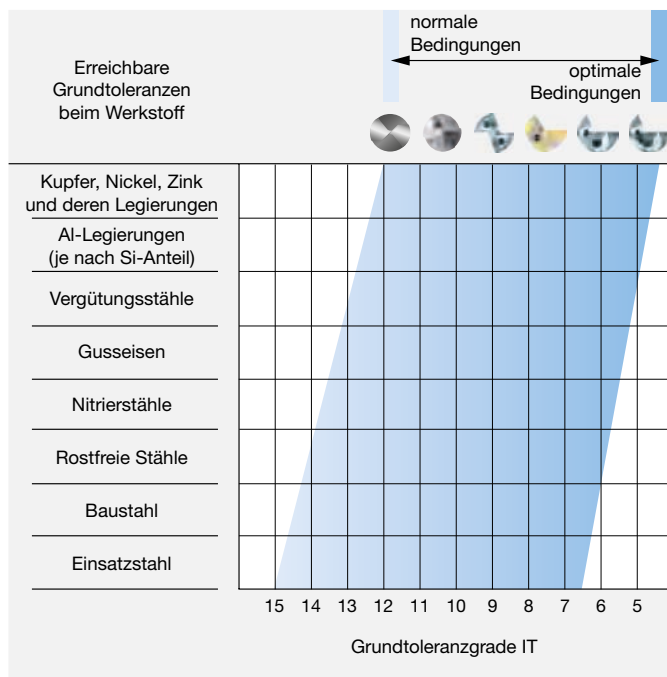 Erreichbare
Grundtoleranzen
beim Werkstoff
normale
Bedingungen
optimale
Bedingungen
Kupfer, Nickel, Zink
und deren Legierungen
Al-Legierungen
(je nach Si-Anteil)
Vergütungsstähle
Gusseisen
Nitrierstähle
Rostfreie Stähle
Baustahl
Einsatzstahl
15 14 13 12 11 10 9 8 7 6 5
Grundtoleranzgrade IT